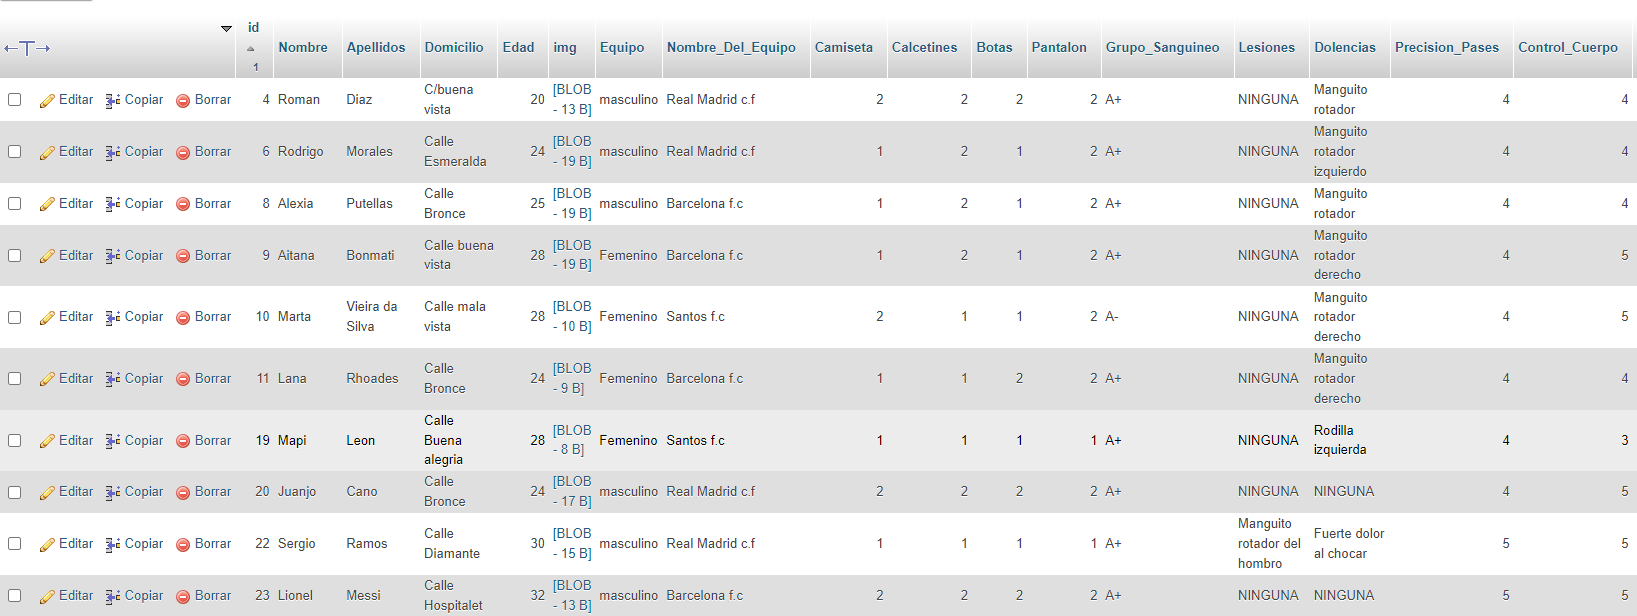 id 1 Nombre Apellidos Domicilio Edad img Equipo Nombre_Del_Equipo Camiseta Calcetines Botas Pantalon Grupo_Sanguineo Lesiones Dolencias Precision_Pases Control_Cuerpo
Editar Copiar Borrar 4 Roman Diaz C/buena vista 20 [BLOB - 13 B] masculino Real Madrid c.f 2 2 2 2 A+ NINGUNA Manguito rotador 4 4
Editar Copiar Borrar 6 Rodrigo Morales Calle Esmeralda 24 [BLOB - 19 B] masculino Real Madrid c.f 1 2 1 2 A+ NINGUNA Manguito rotador izquierdo 4 4
Editar Copiar Borrar 8 Alexia Putellas Calle Bronce 25 [BLOB - 19 B] masculino Barcelona f.c 1 2 1 2 A+ NINGUNA Manguito rotador 4 4
Editar Copiar Borrar 9 Aitana Bonmati Calle buena vista 28 [BLOB - 19 B] Femenino Barcelona f.c 1 2 1 2 A+ NINGUNA Manguito rotador derecho 4 5
Editar Copiar Borrar 10 Marta Vieira da Silva Calle mala vista 28 [BLOB - 10 B] Femenino Santos f.c 2 1 1 2 A- NINGUNA Manguito rotador derecho 4 5
Editar Copiar Borrar 11 Lana Rhoades Calle Bronce 24 [BLOB - 9 B] Femenino Barcelona f.c 1 1 2 2 A+ NINGUNA Manguito rotador derecho 4 4
Editar Copiar Borrar 19 Mapi Leon Calle Buena alegria 28 [BLOB - 8 B] Femenino Santos f.c 1 1 1 1 A+ NINGUNA Rodilla izquierda 4 3
Editar Copiar Borrar 20 Juanjo Cano Calle Bronce 24 [BLOB - 17 B] masculino Real Madrid c.f 2 2 2 2 A+ NINGUNA NINGUNA 4 5
Editar Copiar Borrar 22 Sergio Ramos Calle Diamante 30 [BLOB - 15 B] masculino Real Madrid c.f 1 1 1 1 A+ Manguito rotador del hombro Fuerte dolor al chocar 5 5
Editar Copiar Borrar 23 Lionel Messi Calle Hospitalet 32 [BLOB - 13 B] masculino Barcelona f.c 2 2 2 2 A+ NINGUNA NINGUNA 5 5